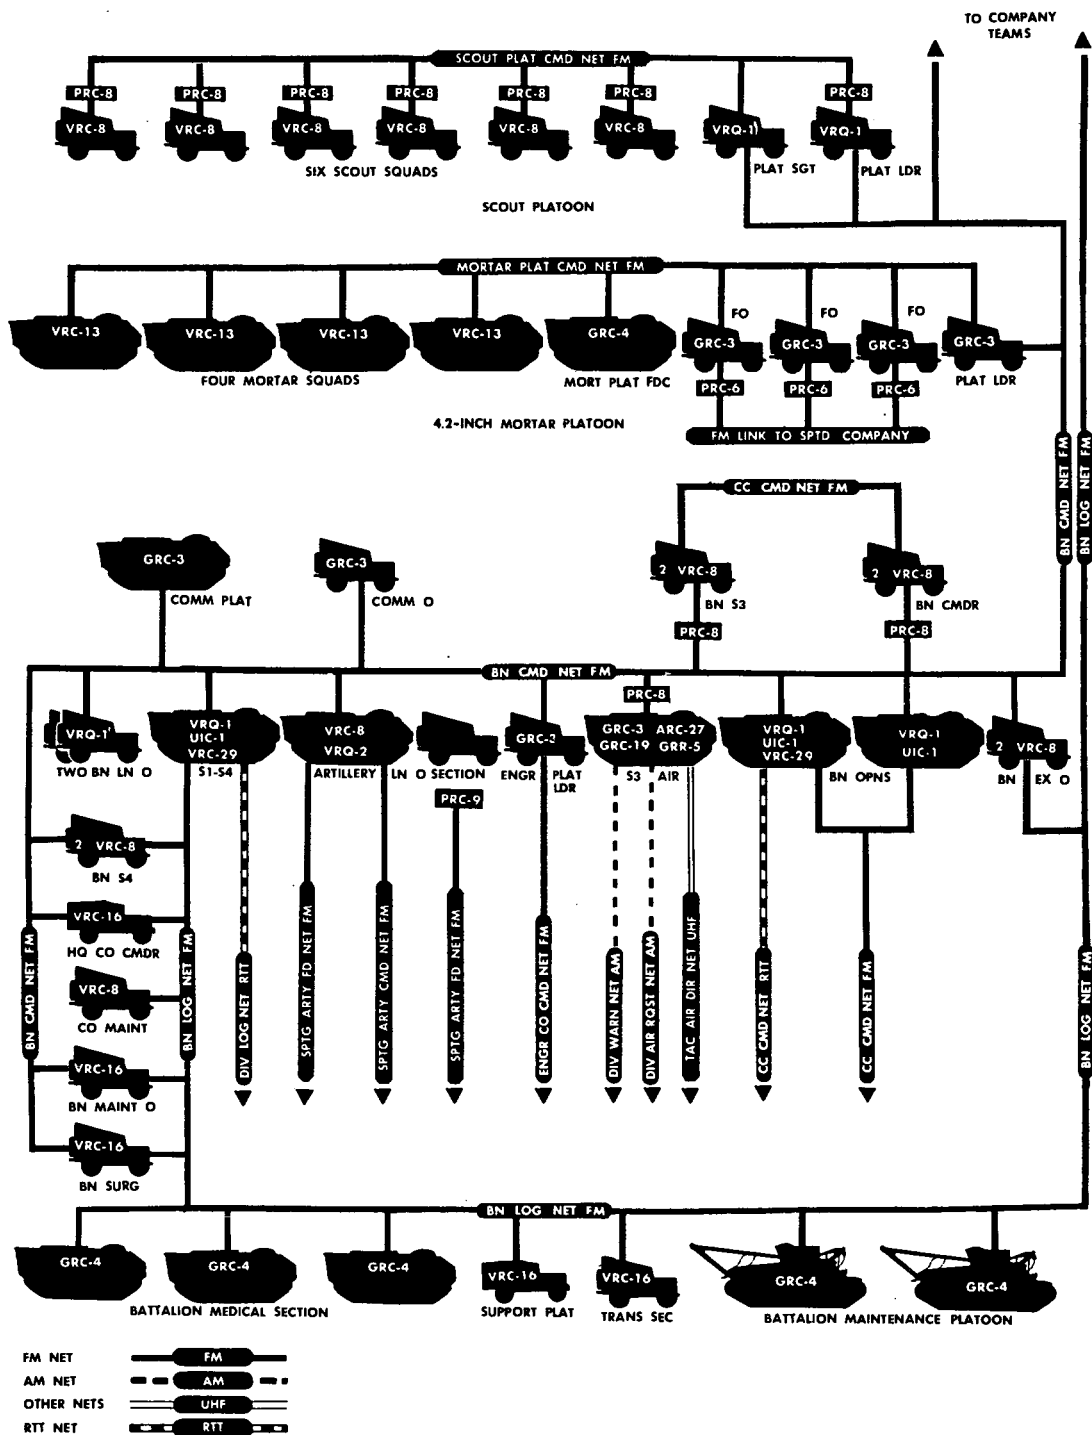 TO COMPANY
TEAMS
SCOUT PLAT CMD NET FM
PRC-8 PRC-8 PRC-8 PRC-8 PRC-8 PRC-8 PRC-8
VRC-8 VRC-8 VRC-8 VRC-8 VRC-8 VRC-8 VRQ-1 VRQ-1
SIX SCOUT SQUADS PLAT SGT PLAT LDR
SCOUT PLATOON
MORTAR PLAT CMD NET FM
FO FO FO
VRC-13 VRC-13 VRC-13 VRC-13 GRC-4 GRC-3 GRC-3 GRC-3 GRC-3
FOUR MORTAR SQUADS MORT PLAT FDC PLAT LDR
PRC-6 PRC-6 PRC-6
4.2-INCH MORTAR PLATOON
FM LINK TO SPTD COMPANY
BN CMD NET FM
BN LOG NET FM
CC CMD NET FM
GRC-3 GRC-3 2 VRC-8 2 VRC-8
COMM PLAT COMM O BN S3 BN CMDR
PRC-8 PRC-8
BN CMD NET FM
PRC-8
VRQ-1 VRQ-1 UIC-1 VRC-29 VRC-8 VRQ-2 GRC-3 GRC-3 ARC-27 GRC-19 GRR-5 VRQ-1 UIC-1 VRC-29 VRQ-1 UIC-1 2 VRC-8
TWO BN LN O S1-S4 ARTILLERY LN O SECTION ENGR PLAT LDR S3 AIR BN OPNS BN EX O
PRC-9
2 VRC-8
BN S4
VRC-16
HQ CO CMDR
VRC-8
CO MAINT
VRC-16
BN MAINT O
VRC-16
BN SURG
BN CMD NET FM
BN LOG NET FM
DIV LOG NET RTT
SPTG ARTY FD NET FM
SPTG ARTY CMD NET FM
SPTG ARTY FD NET FM
ENGR CO CMD NET FM
DIV WARN NET AM
DIV AIR RQST NET AM
TAC AIR DIR NET UHF
CC CMD NET RTT
CC CMD NET FM
BN LOG NET FM
BN LOG NET FM
GRC-4 GRC-4 GRC-4 VRC-16 VRC-16 GRC-4 GRC-4
BATTALION MEDICAL SECTION SUPPORT PLAT TRANS SEC BATTALION MAINTENANCE PLATOON
FM NET FM
AM NET AM
OTHER NETS UHF
RTT NET RTT